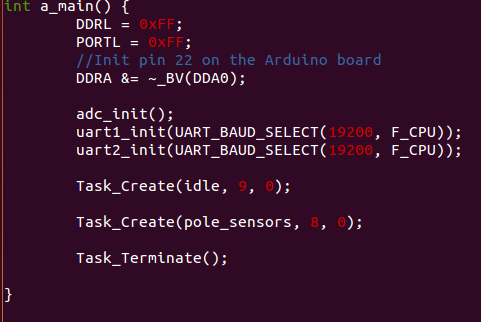 int a_main() {
DDRL = 0xFF;
PORTL = 0xFF;
//Init pin 22 on the Arduino board
DDRA &= ~_BV(DDA0);
adc_init();
uart1_init(UART_BAUD_SELECT(19200, F_CPU));
uart2_init(UART_BAUD_SELECT(19200, F_CPU));
Task_Create(idle, 9, 0);
Task_Create(pole_sensors, 8, 0);
Task_Terminate();
}